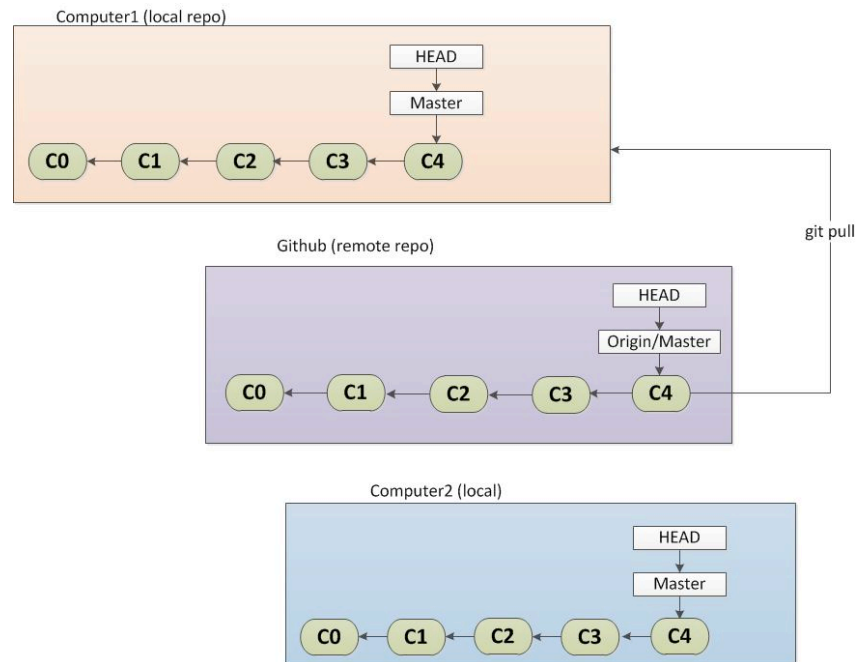 Computer1 (local repo)
HEAD
Master
C0 C1 C2 C3 C4
git pull
Github (remote repo)
HEAD
Origin/Master
C0 C1 C2 C3 C4
Computer2 (local)
HEAD
Master
C0 C1 C2 C3 C4